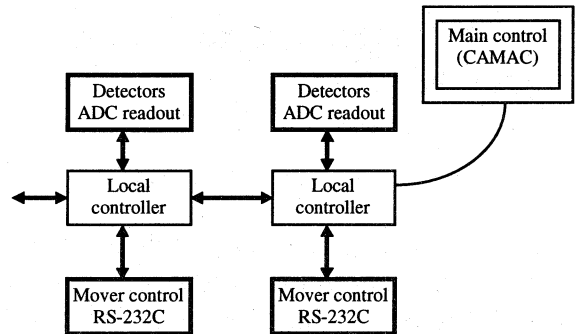 Main control
(CAMAC)
Detectors
ADC readout
Detectors
ADC readout
Local
controller
Local
controller
Mover control
RS-232C
Mover control
RS-232C